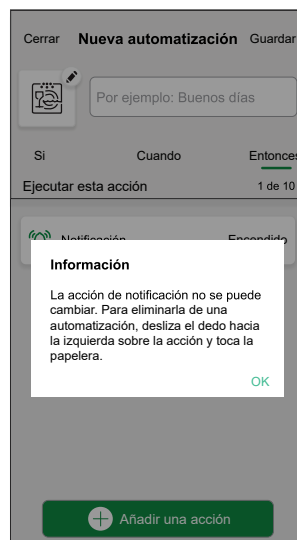 Cerrar Nueva automatización Guardar
Por ejemplo: Buenos días
Si Cuando Entonces
Ejecutar esta acción 1 de 10
Notificación Encendido
Información
La acción de notificación no se puede
cambiar. Para eliminarla de una
automatización, desliza el dedo hacia
la izquierda sobre la acción y toca la
papelera.
OK
Añadir una acción